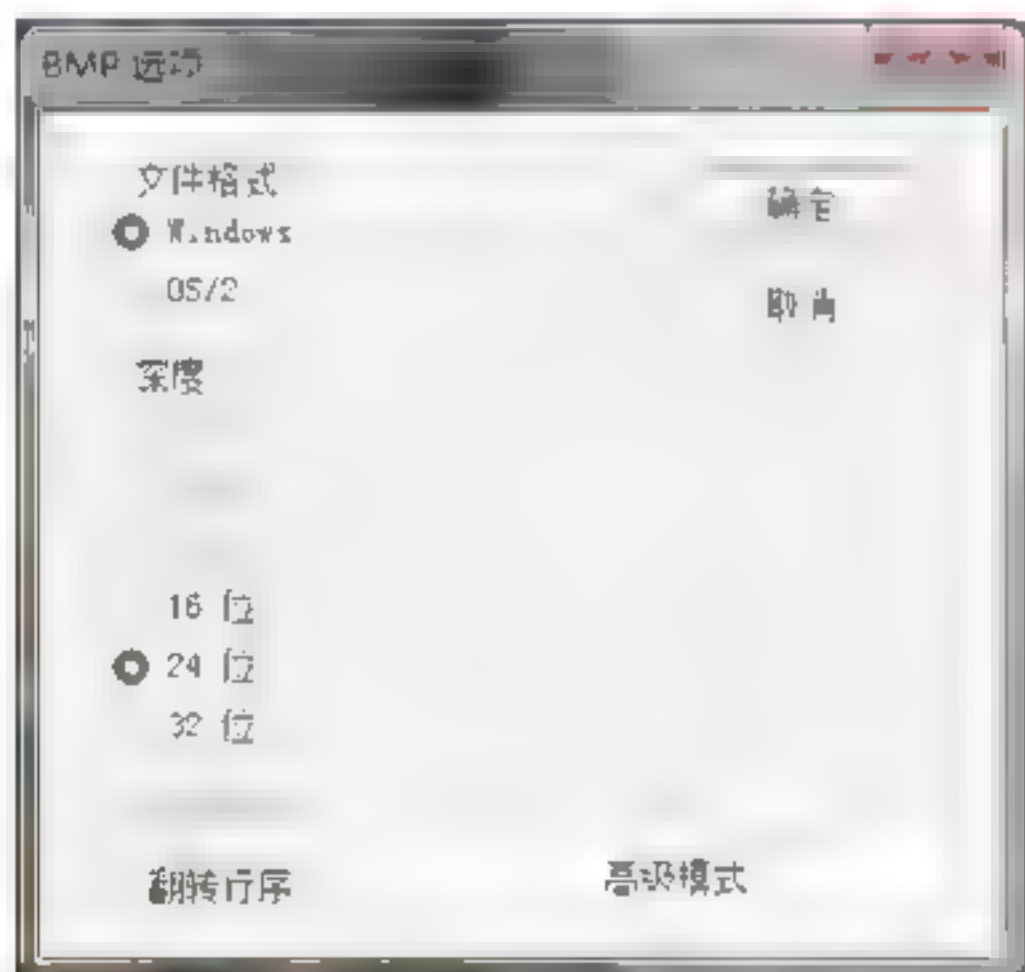 BMP 选项
文件格式
Windows
OS/2
深度
16 位
24 位
32 位
翻转行序
确定
取消
高级模式